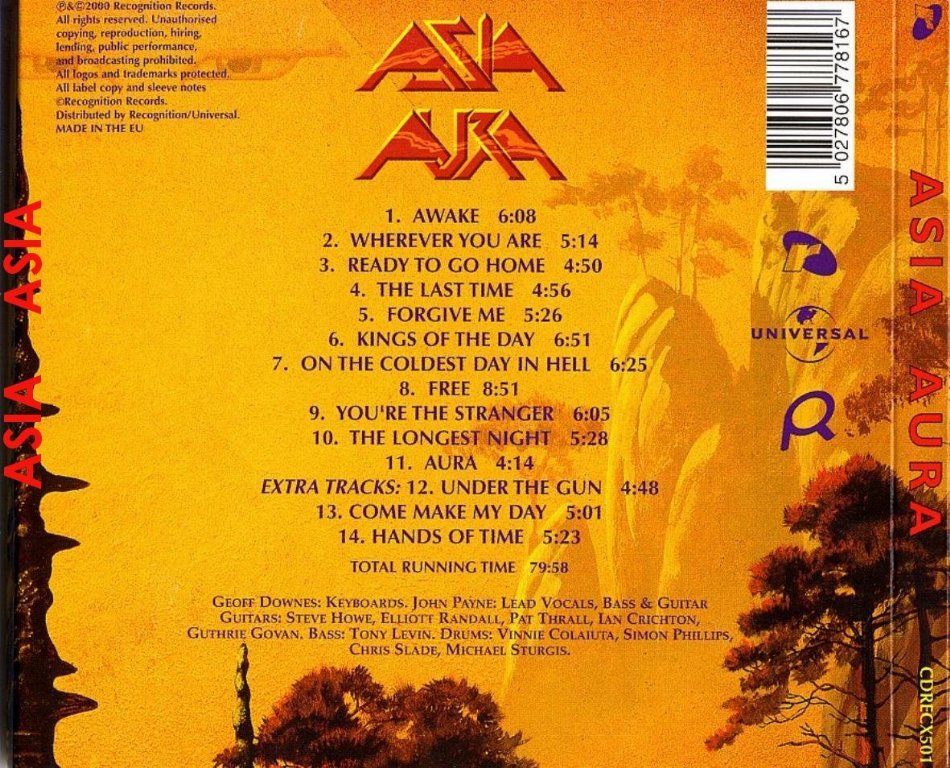 ℗&©2000 Recognition Records.
All rights reserved. Unauthorised
copying, reproduction, hiring,
lending, public performance,
and broadcasting prohibited.
All logos and trademarks protected.
All label copy and sleeve notes
©Recognition Records.
Distributed by Recognition/Universal.
MADE IN THE EU
ASIA
AURA
1. AWAKE 6:08
2. WHEREVER YOU ARE 5:14
3. READY TO GO HOME 4:50
4. THE LAST TIME 4:56
5. FORGIVE ME 5:26
6. KINGS OF THE DAY 6:51
7. ON THE COLDEST DAY IN HELL 6:25
8. FREE 8:51
9. YOU'RE THE STRANGER 6:05
10. THE LONGEST NIGHT 5:28
11. AURA 4:14
EXTRA TRACKS: 12. UNDER THE GUN 4:48
13. COME MAKE MY DAY 5:01
14. HANDS OF TIME 5:23
TOTAL RUNNING TIME 79:58
GEOFF DOWNES: KEYBOARDS. JOHN PAYNE: LEAD VOCALS, BASS & GUITAR
GUITARS: STEVE HOWE, ELLIOTT RANDALL, PAT THRALL, IAN CRICHTON,
GUTHRIE GOVAN. BASS: TONY LEVIN. DRUMS: VINNIE COLAIUTA, SIMON PHILLIPS,
CHRIS SLADE, MICHAEL STURGIS.
5 027806 778167
r
UNIVERSAL
R
ASIA ASIA
ASIA AURA
r
CDRECX501